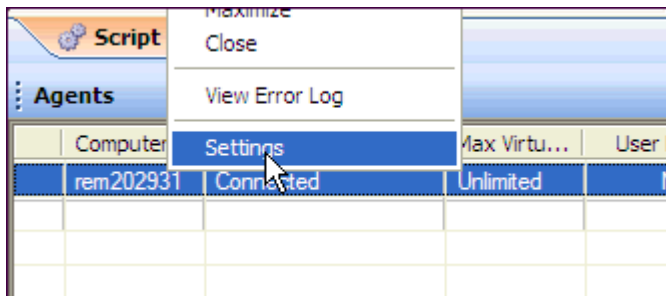 Maximize
Script
Close
Agents
View Error Log
Computer
Settings
Max Virtu...
User
rem202931
Connected
Unlimited